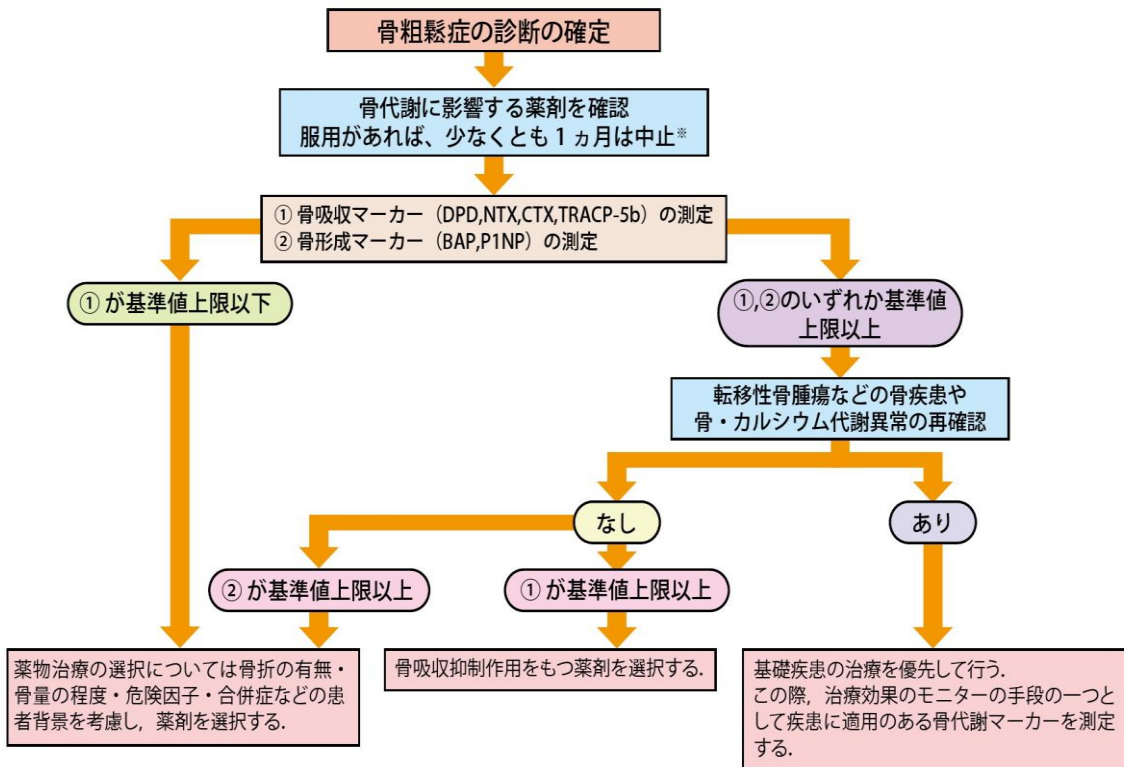 骨粗鬆症の診断の確定
骨代謝に影響する薬剤を確認
服用があれば、少なくとも1ヵ月は中止※
① 骨吸収マーカー（DPD,NTX,CTX,TRACP-5b）の測定
② 骨形成マーカー（BAP,P1NP）の測定
① が基準値上限以下
①,②のいずれか基準値
上限以上
転移性骨腫瘍などの骨疾患や
骨・カルシウム代謝異常の再確認
なし
あり
② が基準値上限以上
① が基準値上限以上
薬物治療の選択については骨折の有無・
骨量の程度・危険因子・合併症などの患
者背景を考慮し，薬剤を選択する.
骨吸収抑制作用をもつ薬剤を選択する.
基礎疾患の治療を優先して行う.
この際，治療効果のモニターの手段の一つと
して疾患に適用のある骨代謝マーカーを測定
する.